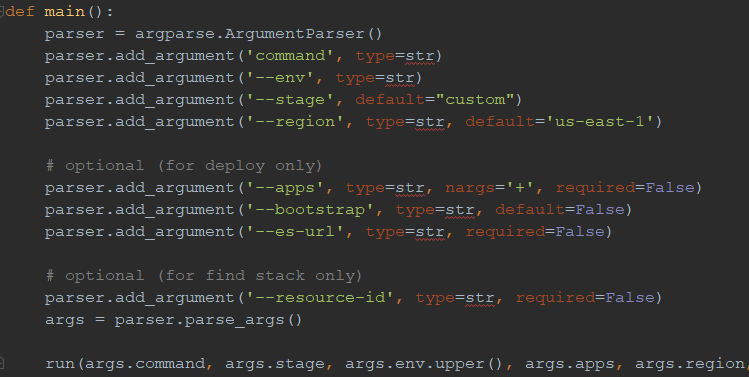 def main():
    parser = argparse.ArgumentParser()
    parser.add_argument('command', type=str)
    parser.add_argument('--env', type=str)
    parser.add_argument('--stage', default="custom")
    parser.add_argument('--region', type=str, default='us-east-1')

    # optional (for deploy only)
    parser.add_argument('--apps', type=str, nargs='+', required=False)
    parser.add_argument('--bootstrap', type=str, default=False)
    parser.add_argument('--es-url', type=str, required=False)

    # optional (for find stack only)
    parser.add_argument('--resource-id', type=str, required=False)
    args = parser.parse_args()

    run(args.command, args.stage, args.env.upper(), args.apps, args.region,